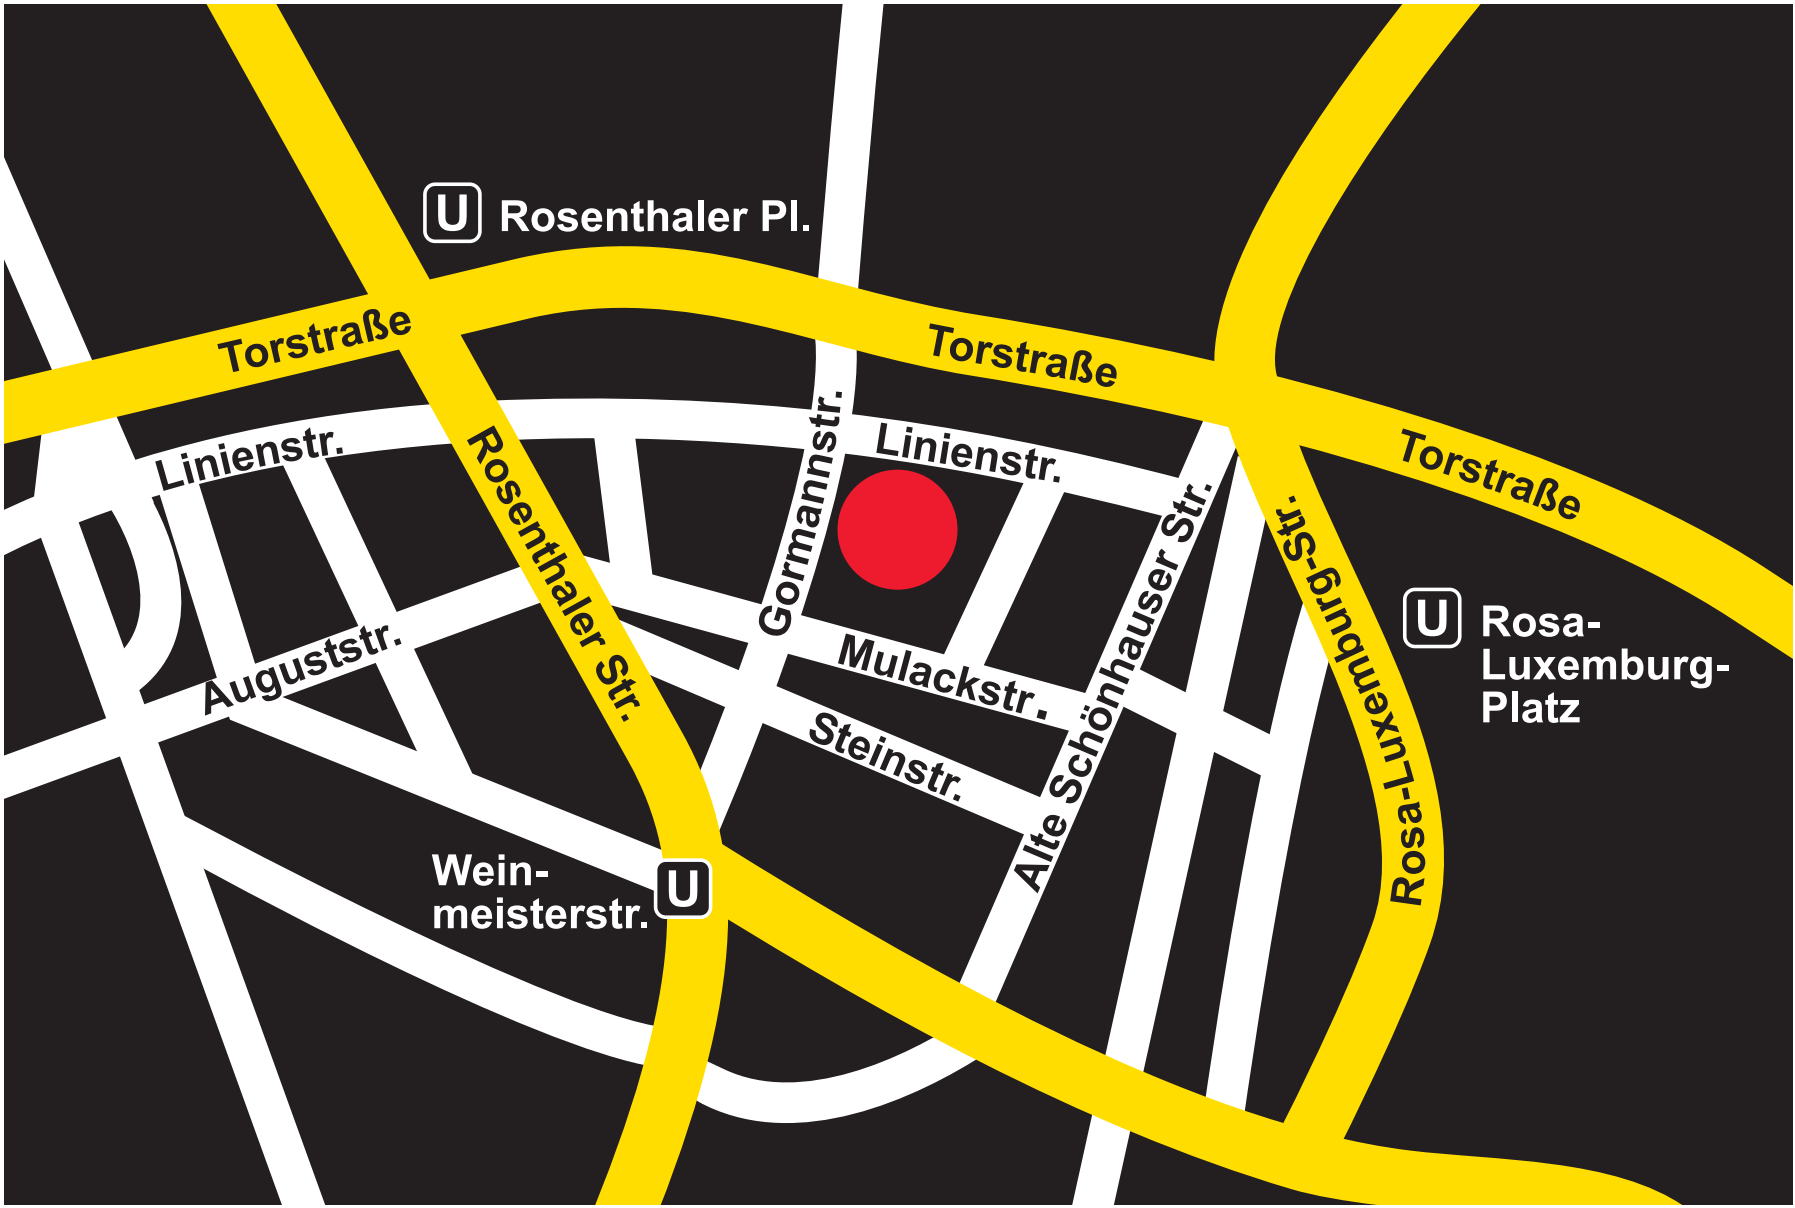 U Rosenthaler Pl.
Torstraße
Torstraße
Torstraße
Linienstr.
Linienstr.
Gormannstr.
Rosenthaler Str.
Alte Schönhauser Str.
Rosa-Luxemburg-Str.
U Rosa-
Luxemburg-
Platz
Auguststr.
Mulackstr.
Steinstr.
Wein-
meisterstr. U